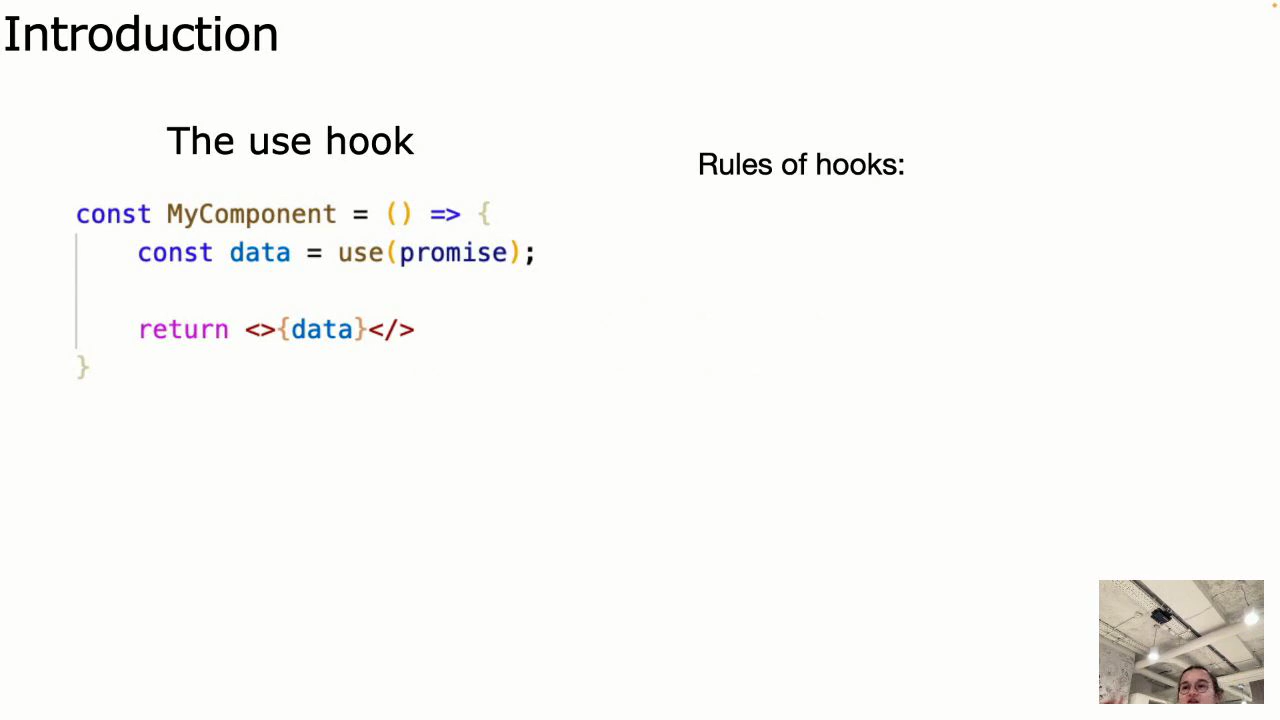 Introduction
The use hook
const MyComponent = () => {
    const data = use(promise);
    return <>{data}</>
}
Rules of hooks: